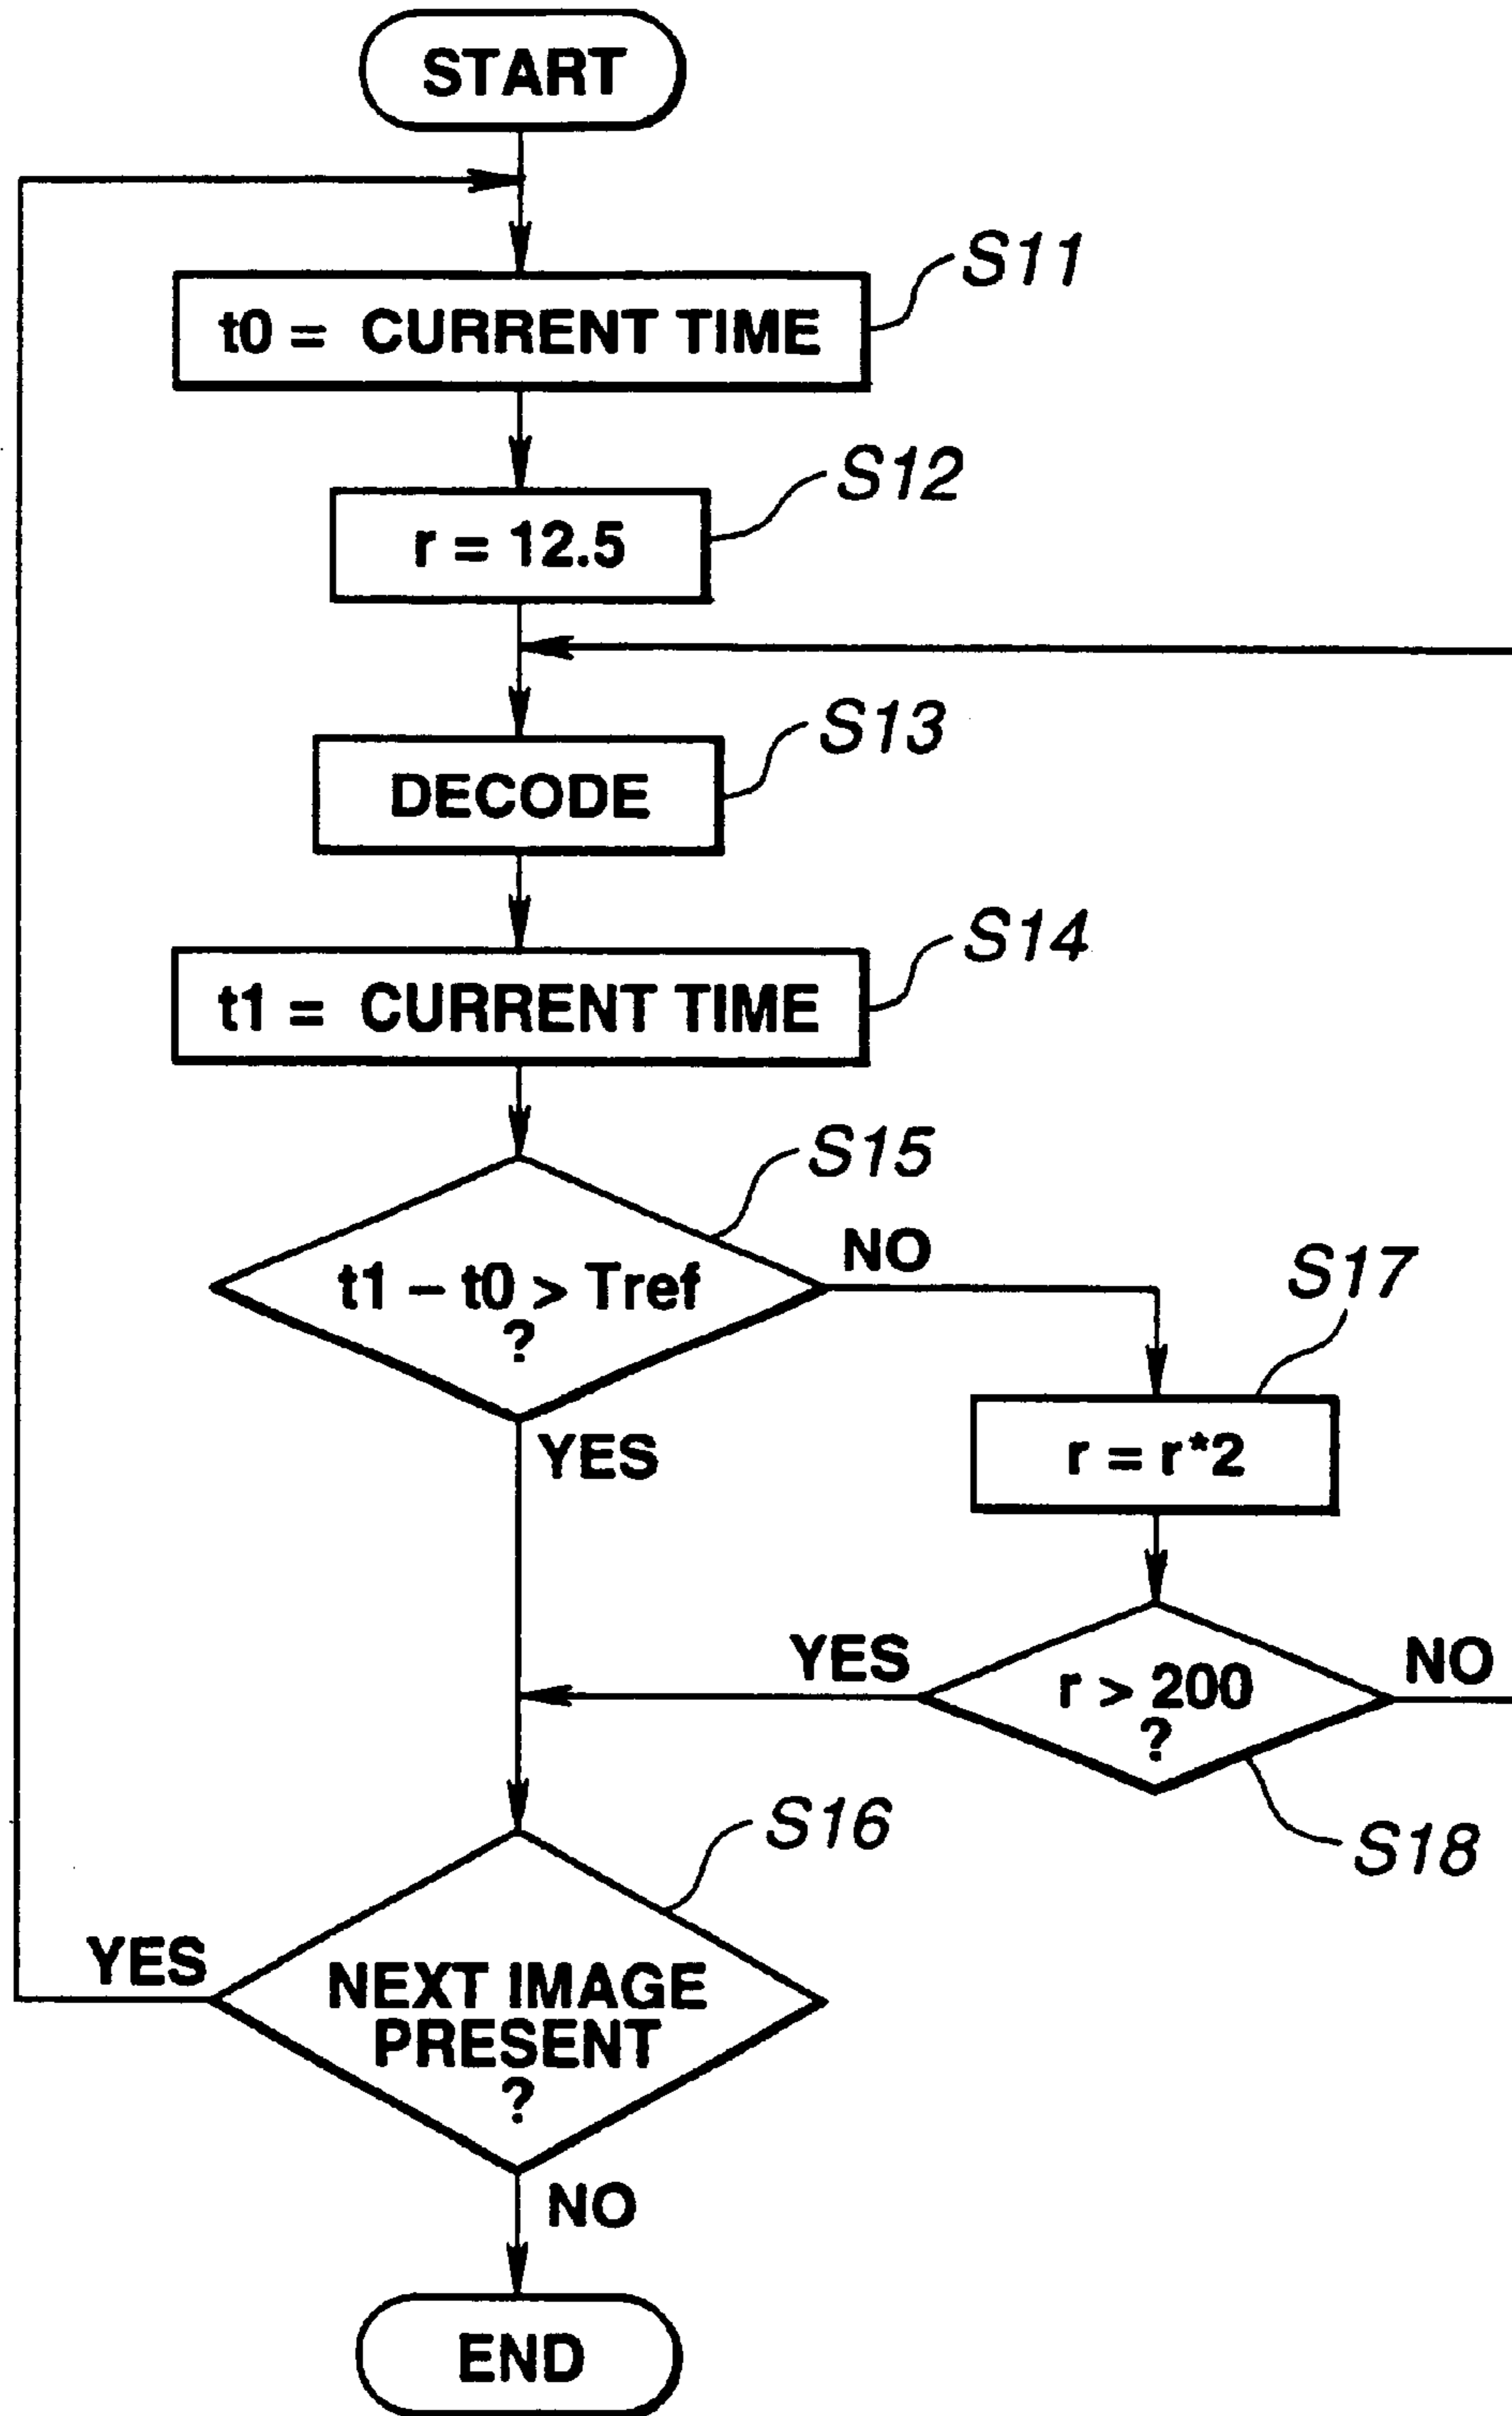 START
S11
t0 = CURRENT TIME
S12
r = 12.5
S13
DECODE
S14
t1 = CURRENT TIME
S15
t1 – t0 > Tref
?
NO
YES
S17
r = r*2
YES
r > 200
?
NO
S18
S16
YES
NEXT IMAGE
PRESENT
?
NO
END